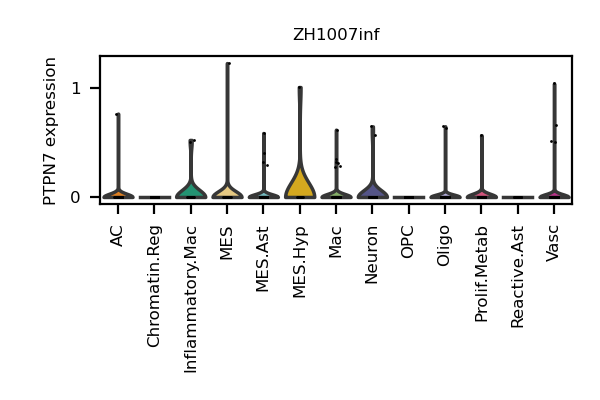 ZH1007inf
PTPN7 expression
1
0
AC
Chromatin.Reg
Inflammatory.Mac
MES
MES.Ast
MES.Hyp
Mac
Neuron
OPC
Oligo
Prolif.Metab
Reactive.Ast
Vasc